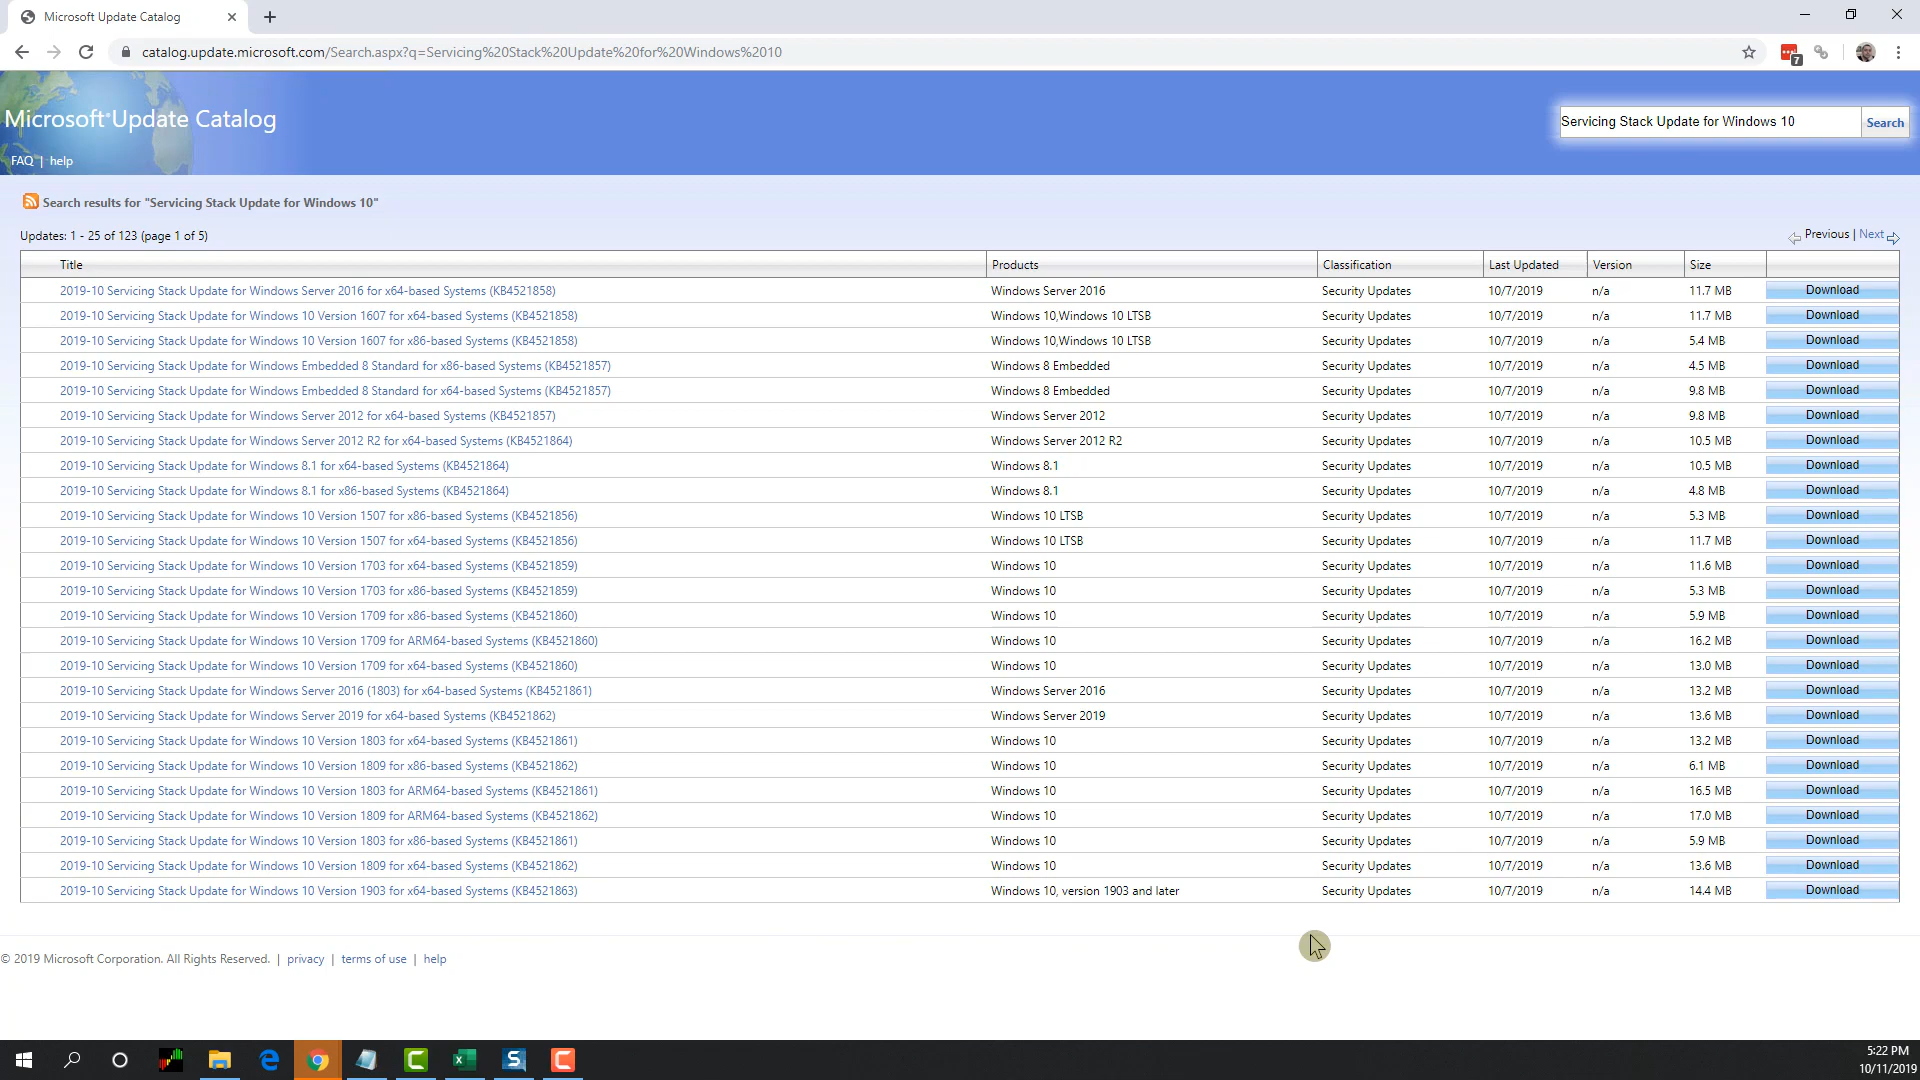 Microsoft Update Catalog
catalog.update.microsoft.com/Search.aspx?q=Servicing%20Stack%20Update%20for%20Windows%2010
7
Microsoft Update Catalog
Servicing Stack Update for Windows 10 Search
FAQ | help
Search results for "Servicing Stack Update for Windows 10"
Updates: 1 - 25 of 123 (page 1 of 5) Previous | Next
Title Products Classification Last Updated Version Size
2019-10 Servicing Stack Update for Windows Server 2016 for x64-based Systems (KB4521858) Windows Server 2016 Security Updates 10/7/2019 n/a 11.7 MB Download
2019-10 Servicing Stack Update for Windows 10 Version 1607 for x64-based Systems (KB4521858) Windows 10,Windows 10 LTSB Security Updates 10/7/2019 n/a 11.7 MB Download
2019-10 Servicing Stack Update for Windows 10 Version 1607 for x86-based Systems (KB4521858) Windows 10,Windows 10 LTSB Security Updates 10/7/2019 n/a 5.4 MB Download
2019-10 Servicing Stack Update for Windows Embedded 8 Standard for x86-based Systems (KB4521857) Windows 8 Embedded Security Updates 10/7/2019 n/a 4.5 MB Download
2019-10 Servicing Stack Update for Windows Embedded 8 Standard for x64-based Systems (KB4521857) Windows 8 Embedded Security Updates 10/7/2019 n/a 9.8 MB Download
2019-10 Servicing Stack Update for Windows Server 2012 for x64-based Systems (KB4521857) Windows Server 2012 Security Updates 10/7/2019 n/a 9.8 MB Download
2019-10 Servicing Stack Update for Windows Server 2012 R2 for x64-based Systems (KB4521864) Windows Server 2012 R2 Security Updates 10/7/2019 n/a 10.5 MB Download
2019-10 Servicing Stack Update for Windows 8.1 for x64-based Systems (KB4521864) Windows 8.1 Security Updates 10/7/2019 n/a 10.5 MB Download
2019-10 Servicing Stack Update for Windows 8.1 for x86-based Systems (KB4521864) Windows 8.1 Security Updates 10/7/2019 n/a 4.8 MB Download
2019-10 Servicing Stack Update for Windows 10 Version 1507 for x86-based Systems (KB4521856) Windows 10 LTSB Security Updates 10/7/2019 n/a 5.3 MB Download
2019-10 Servicing Stack Update for Windows 10 Version 1507 for x64-based Systems (KB4521856) Windows 10 LTSB Security Updates 10/7/2019 n/a 11.7 MB Download
2019-10 Servicing Stack Update for Windows 10 Version 1703 for x64-based Systems (KB4521859) Windows 10 Security Updates 10/7/2019 n/a 11.6 MB Download
2019-10 Servicing Stack Update for Windows 10 Version 1703 for x86-based Systems (KB4521859) Windows 10 Security Updates 10/7/2019 n/a 5.3 MB Download
2019-10 Servicing Stack Update for Windows 10 Version 1709 for x86-based Systems (KB4521860) Windows 10 Security Updates 10/7/2019 n/a 5.9 MB Download
2019-10 Servicing Stack Update for Windows 10 Version 1709 for ARM64-based Systems (KB4521860) Windows 10 Security Updates 10/7/2019 n/a 16.2 MB Download
2019-10 Servicing Stack Update for Windows 10 Version 1709 for x64-based Systems (KB4521860) Windows 10 Security Updates 10/7/2019 n/a 13.0 MB Download
2019-10 Servicing Stack Update for Windows Server 2016 (1803) for x64-based Systems (KB4521861) Windows Server 2016 Security Updates 10/7/2019 n/a 13.2 MB Download
2019-10 Servicing Stack Update for Windows Server 2019 for x64-based Systems (KB4521862) Windows Server 2019 Security Updates 10/7/2019 n/a 13.6 MB Download
2019-10 Servicing Stack Update for Windows 10 Version 1803 for x64-based Systems (KB4521861) Windows 10 Security Updates 10/7/2019 n/a 13.2 MB Download
2019-10 Servicing Stack Update for Windows 10 Version 1809 for x86-based Systems (KB4521862) Windows 10 Security Updates 10/7/2019 n/a 6.1 MB Download
2019-10 Servicing Stack Update for Windows 10 Version 1803 for ARM64-based Systems (KB4521861) Windows 10 Security Updates 10/7/2019 n/a 16.5 MB Download
2019-10 Servicing Stack Update for Windows 10 Version 1809 for ARM64-based Systems (KB4521862) Windows 10 Security Updates 10/7/2019 n/a 17.0 MB Download
2019-10 Servicing Stack Update for Windows 10 Version 1803 for x86-based Systems (KB4521861) Windows 10 Security Updates 10/7/2019 n/a 5.9 MB Download
2019-10 Servicing Stack Update for Windows 10 Version 1809 for x64-based Systems (KB4521862) Windows 10 Security Updates 10/7/2019 n/a 13.6 MB Download
2019-10 Servicing Stack Update for Windows 10 Version 1903 for x64-based Systems (KB4521863) Windows 10, version 1903 and later Security Updates 10/7/2019 n/a 14.4 MB Download
© 2019 Microsoft Corporation. All Rights Reserved. | privacy | terms of use | help
5:22 PM
10/11/2019